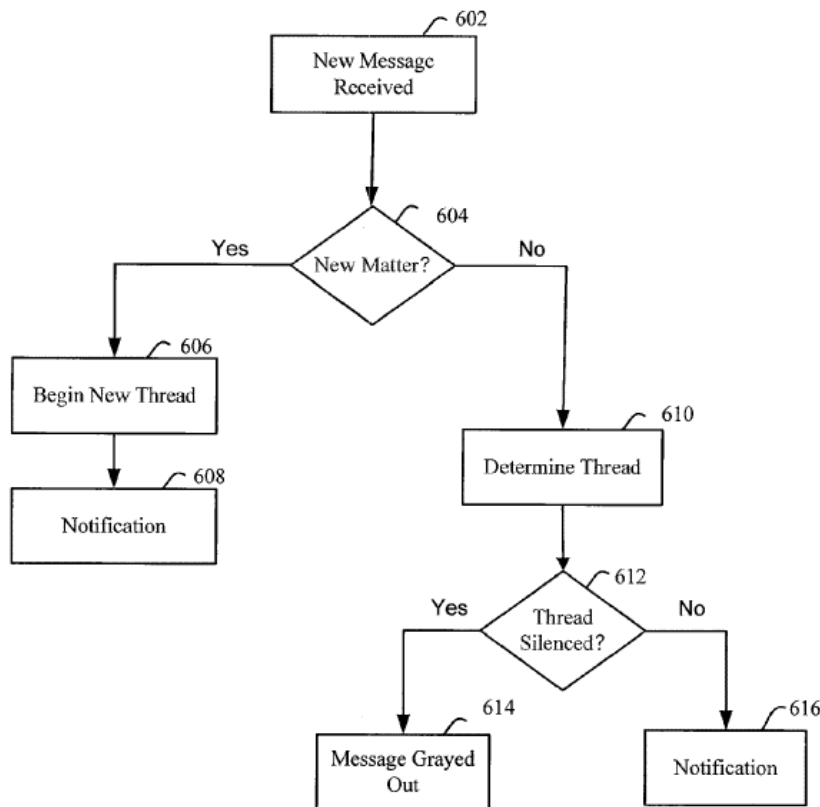 602
New Message
Received
604
Yes
No
New Matter?
606
Begin New Thread
610
Determine Thread
608
Notification
612
Yes
No
Thread
Silenced?
614
Message Grayed
Out
616
Notification